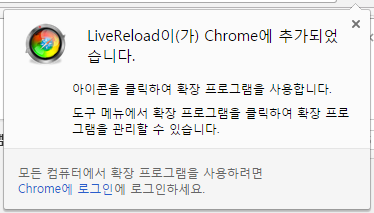 LiveReload이(가) Chrome에 추가되었
습니다.
아이콘을 클릭하여 확장 프로그램을 사용합니다.
도구 메뉴에서 확장 프로그램을 클릭하여 확장 프로
그램을 관리할 수 있습니다.
모든 컴퓨터에서 확장 프로그램을 사용하려면
Chrome에 로그인에 로그인하세요.